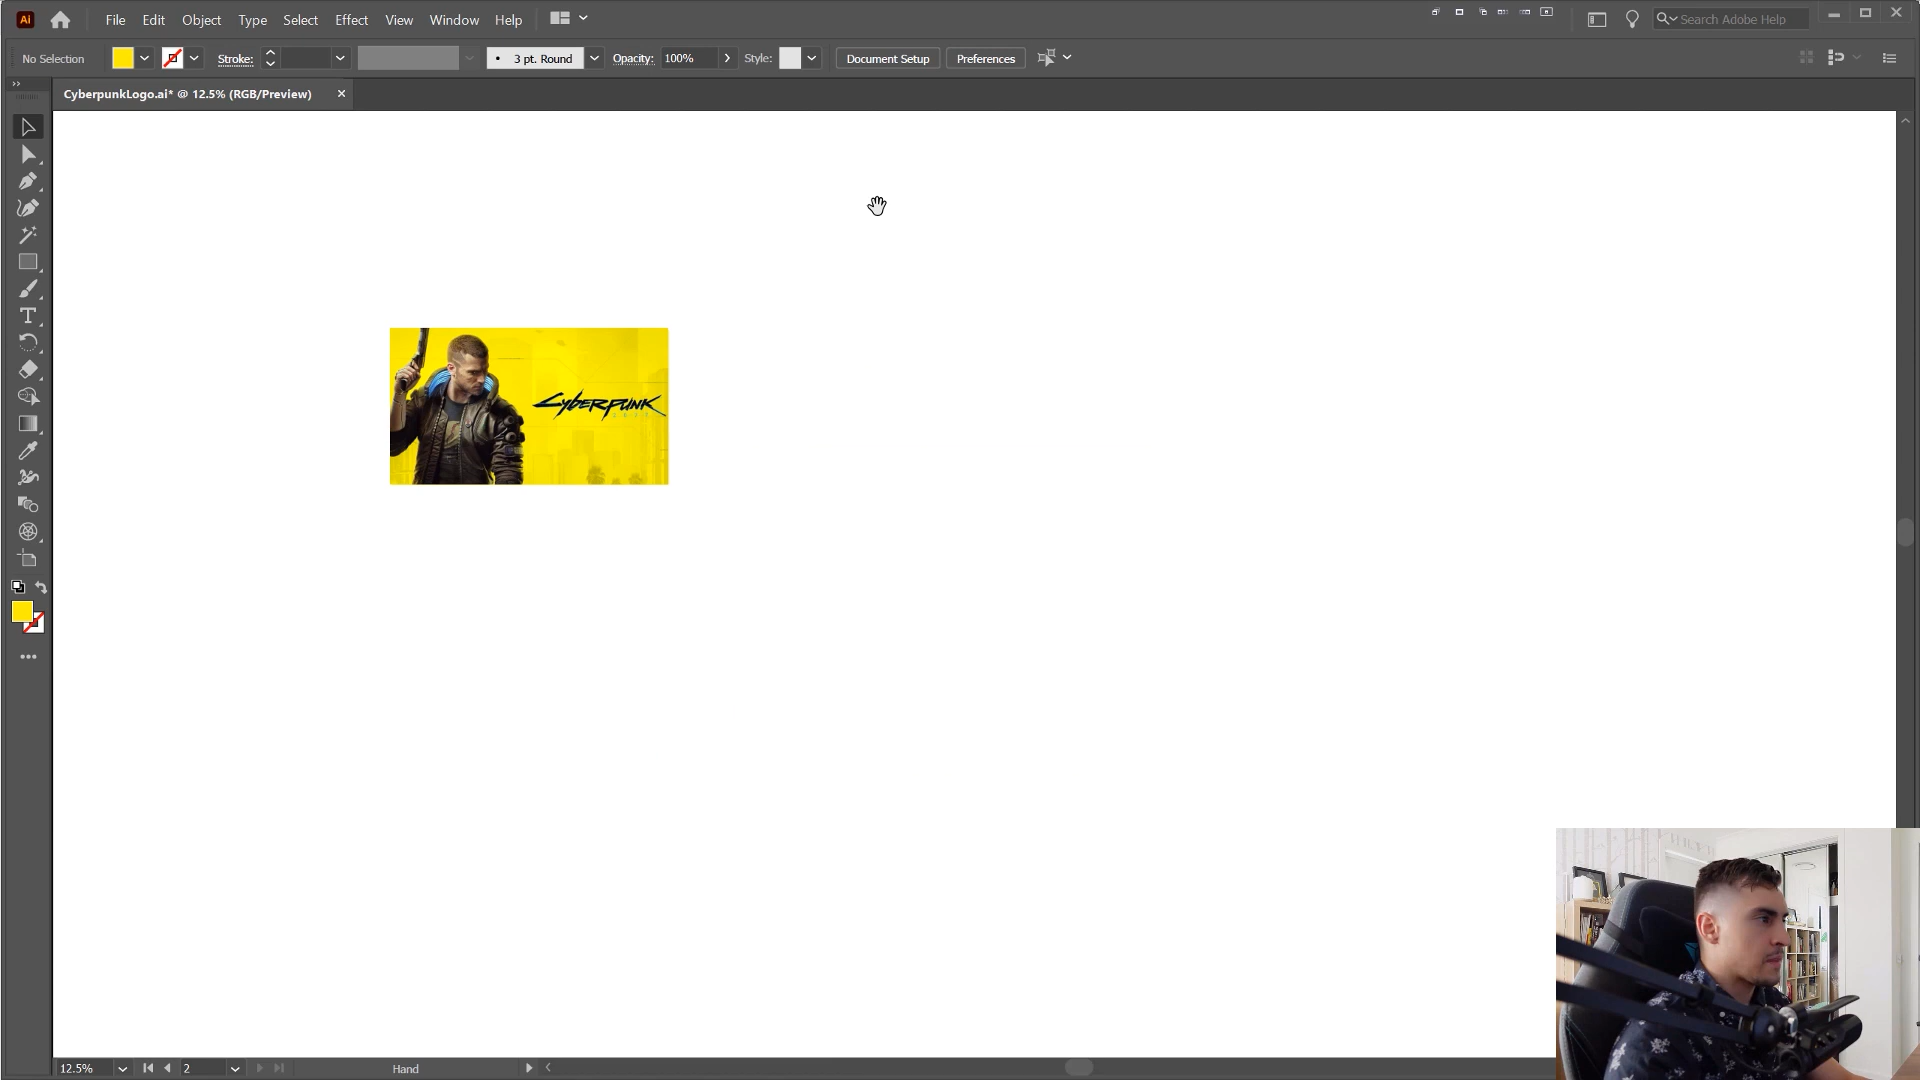 Ai File Edit Object Type Select Effect View Window Help Search Adobe Help
No Selection Stroke: 3 pt. Round Opacity: 100% Style: Document Setup Preferences
CyberpunkLogo.ai* @ 12.5% (RGB/Preview)
CYBERPUNK
12.5% 2 Hand